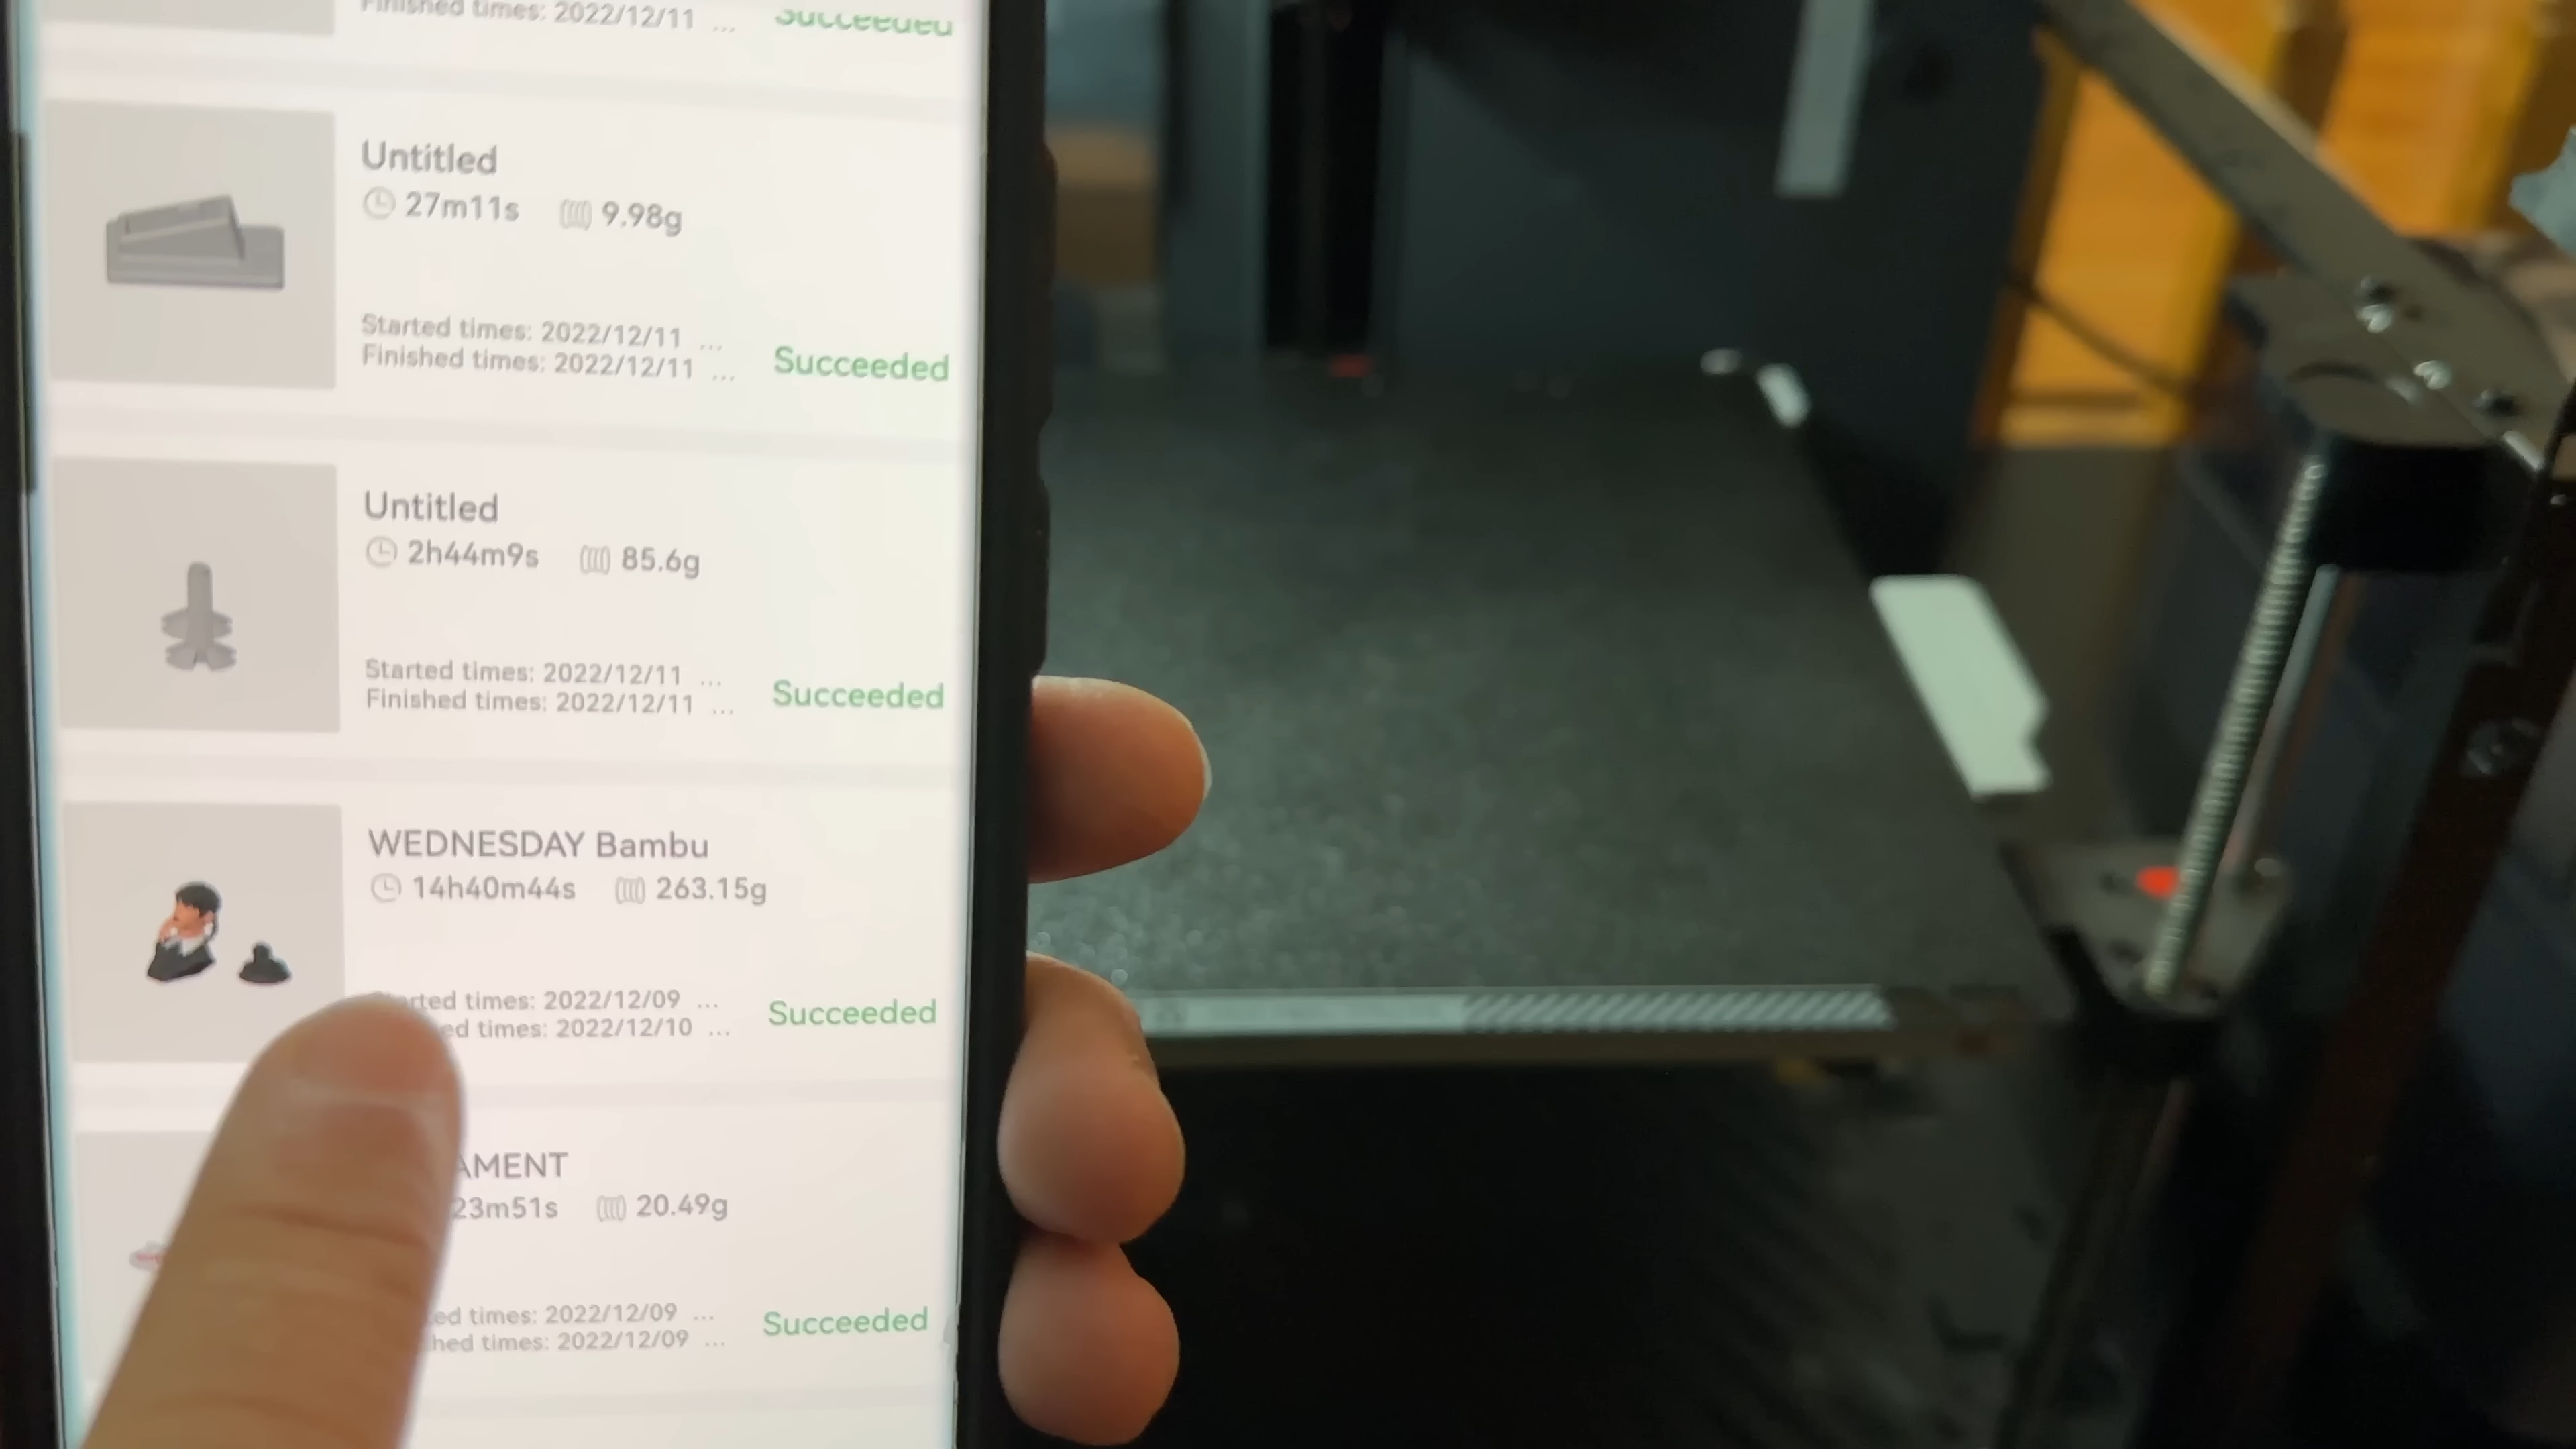 Finished times: 2022/12/11 ... Succeeded
Untitled
27m11s 9.98g
Started times: 2022/12/11 ...
Finished times: 2022/12/11 ...
Succeeded
Untitled
2h44m9s 85.6g
Started times: 2022/12/11 ...
Finished times: 2022/12/11 ...
Succeeded
WEDNESDAY Bambu
14h40m44s 263.15g
rted times: 2022/12/09 ...
ed times: 2022/12/10 ...
Succeeded
AMENT
23m51s 20.49g
ed times: 2022/12/09 ...
hed times: 2022/12/09 ...
Succeeded